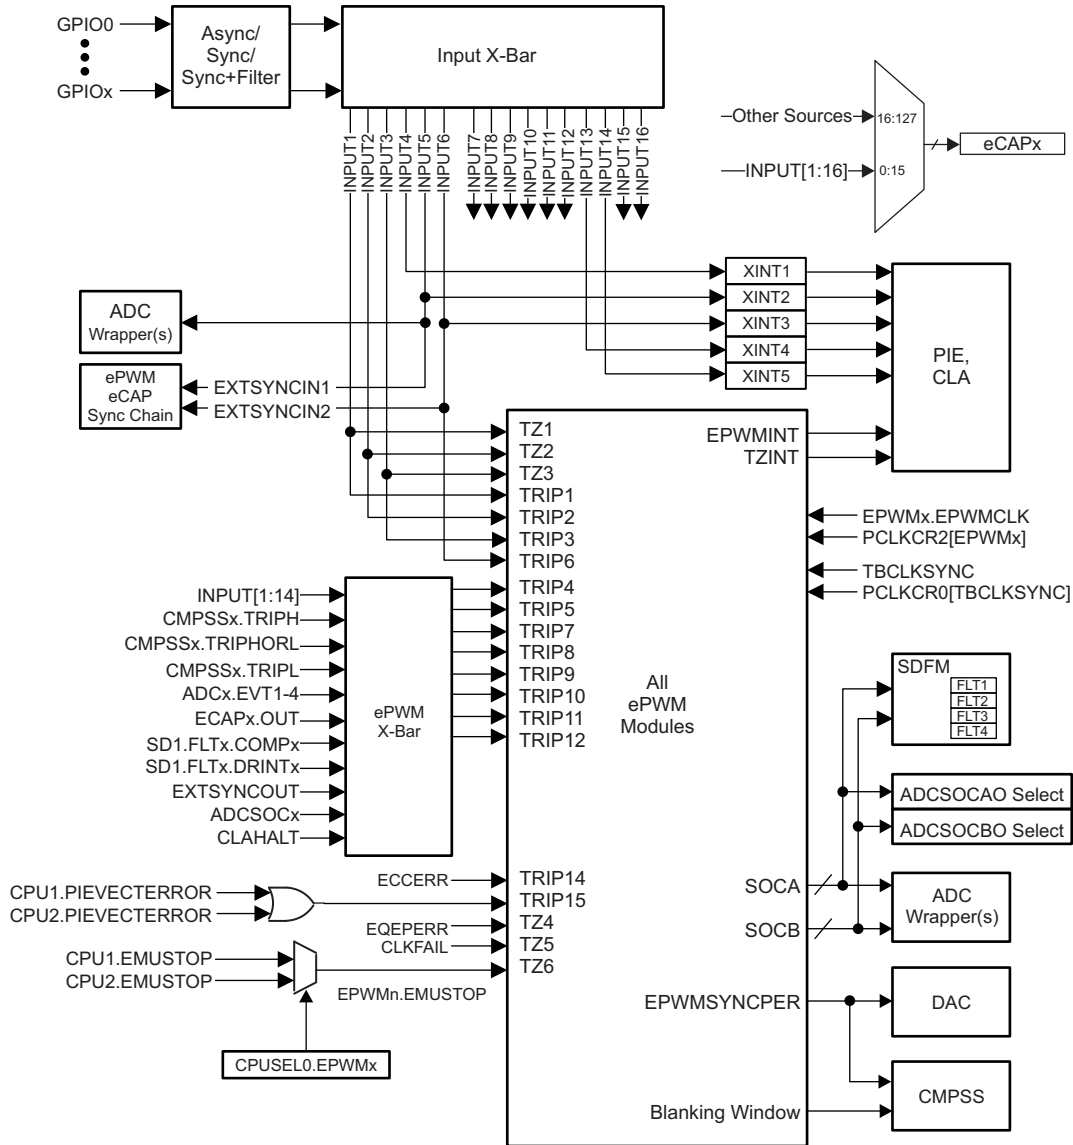 GPIO0
GPIOx
Async/
Sync/
Sync+Filter
Input X-Bar
INPUT1
INPUT2
INPUT3
INPUT4
INPUT5
INPUT6
INPUT7
INPUT8
INPUT9
INPUT10
INPUT11
INPUT12
INPUT13
INPUT14
INPUT15
INPUT16
Other Sources
16:127
INPUT[1:16]
0:15
eCAPx
XINT1
XINT2
XINT3
XINT4
XINT5
PIE,
CLA
ADC
Wrapper(s)
ePWM
eCAP
Sync Chain
EXTSYNCIN1
EXTSYNCIN2
TZ1
TZ2
TZ3
TRIP1
TRIP2
TRIP3
TRIP6
TRIP4
TRIP5
TRIP7
TRIP8
TRIP9
TRIP10
TRIP11
TRIP12
EPWMINT
TZINT
EPWMx.EPWMCLK
PCLKCR2[EPWMx]
TBCLKSYNC
PCLKCR0[TBCLKSYNC]
INPUT[1:14]
CMPSSx.TRIPH
CMPSSx.TRIPHORL
CMPSSx.TRIPL
ADCx.EVT1-4
ECAPx.OUT
SD1.FLTx.COMPx
SD1.FLTx.DRINTx
EXTSYNCOUT
ADCSOCx
CLAHALT
ePWM
X-Bar
All
ePWM
Modules
SDFM
FLT1
FLT2
FLT3
FLT4
ADCSOCAO Select
ADCSOCBO Select
CPU1.PIEVECTERROR
CPU2.PIEVECTERROR
ECCERR
TRIP14
TRIP15
EQEPERR
TZ4
CLKFAIL
TZ5
TZ6
CPU1.EMUSTOP
CPU2.EMUSTOP
EPWMn.EMUSTOP
CPUSEL0.EPWMx
SOCA
SOCB
ADC
Wrapper(s)
EPWMSYNCPER
DAC
Blanking Window
CMPSS